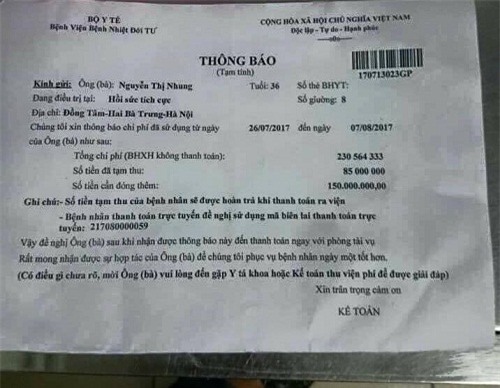 BỘ Y TẾ
Bệnh Viện Bệnh Nhiệt Đới TƯ
CỘNG HÒA XÃ HỘI CHỦ NGHĨA VIỆT NAM
Độc lập - Tự do - Hạnh phúc
THÔNG BÁO
(Tạm tính)
170713023GP
Kính gửi: Ông (bà): Nguyễn Thị Nhung Tuổi: 36 Số thẻ BHYT:
Đang điều trị tại: Hồi sức tích cực Số giường: 8
Địa chỉ: Đồng Tâm-Hai Bà Trưng-Hà Nội
Chúng tôi xin thông báo chi phí đã sử dụng từ ngày 26/07/2017 đến ngày 07/08/2017
của Ông (bà) như sau:
Tổng chi phí (BHXH không thanh toán): 230 564 333
Số tiền đã tạm thu: 85 000 000
Số tiền cần đóng thêm: 150.000.000,00
Ghi chú:- Số tiền tạm thu của bệnh nhân sẽ được hoàn trả khi thanh toán ra viện
- Bệnh nhân thanh toán trực tuyến đề nghị sử dụng mã biên lai thanh toán trực
tuyến: 217080000059
Vậy đề nghị Ông (bà) sau khi nhận được thông báo này đến thanh toán ngay với phòng tài vụ
Rất mong nhận được sự hợp tác của Ông (bà) để chúng tôi phục vụ bệnh nhân ngày một tốt hơn.
(Có điều gì chưa rõ, mời Ông (bà) vui lòng đến gặp Y tá khoa hoặc Kế toán thu viện phí để được giải đáp)
Xin trân trọng cảm ơn
KẾ TOÁN